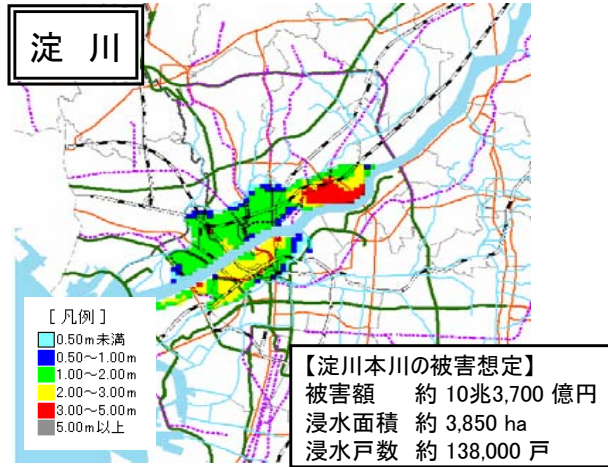 淀 川
[ 凡例 ]
0.50m未満
0.50～1.00m
1.00～2.00m
2.00～3.00m
3.00～5.00m
5.00m以上
【淀川本川の被害想定】
被害額 約 10兆3,700 億円
浸水面積 約 3,850 ha
浸水戸数 約 138,000 戸